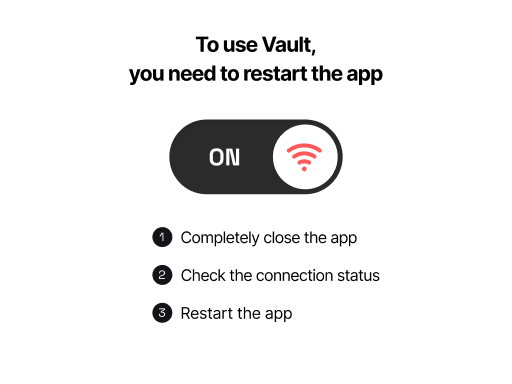 To use Vault,
you need to restart the app
ON
1 Completely close the app
2 Check the connection status
3 Restart the app